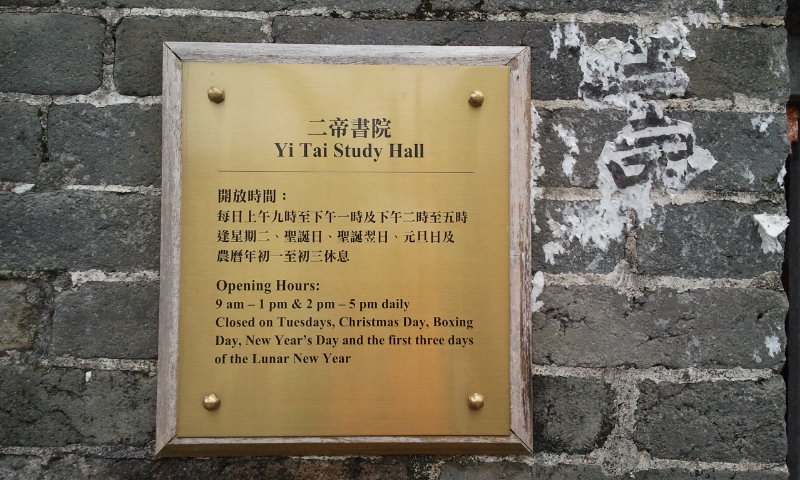 二帝書院
Yi Tai Study Hall
開放時間：
每日上午九時至下午一時及下午二時至五時
逢星期二、聖誕日、聖誕翌日、元旦日及
農曆年初一至初三休息
Opening Hours:
9 am – 1 pm & 2 pm – 5 pm daily
Closed on Tuesdays, Christmas Day, Boxing
Day, New Year's Day and the first three days
of the Lunar New Year